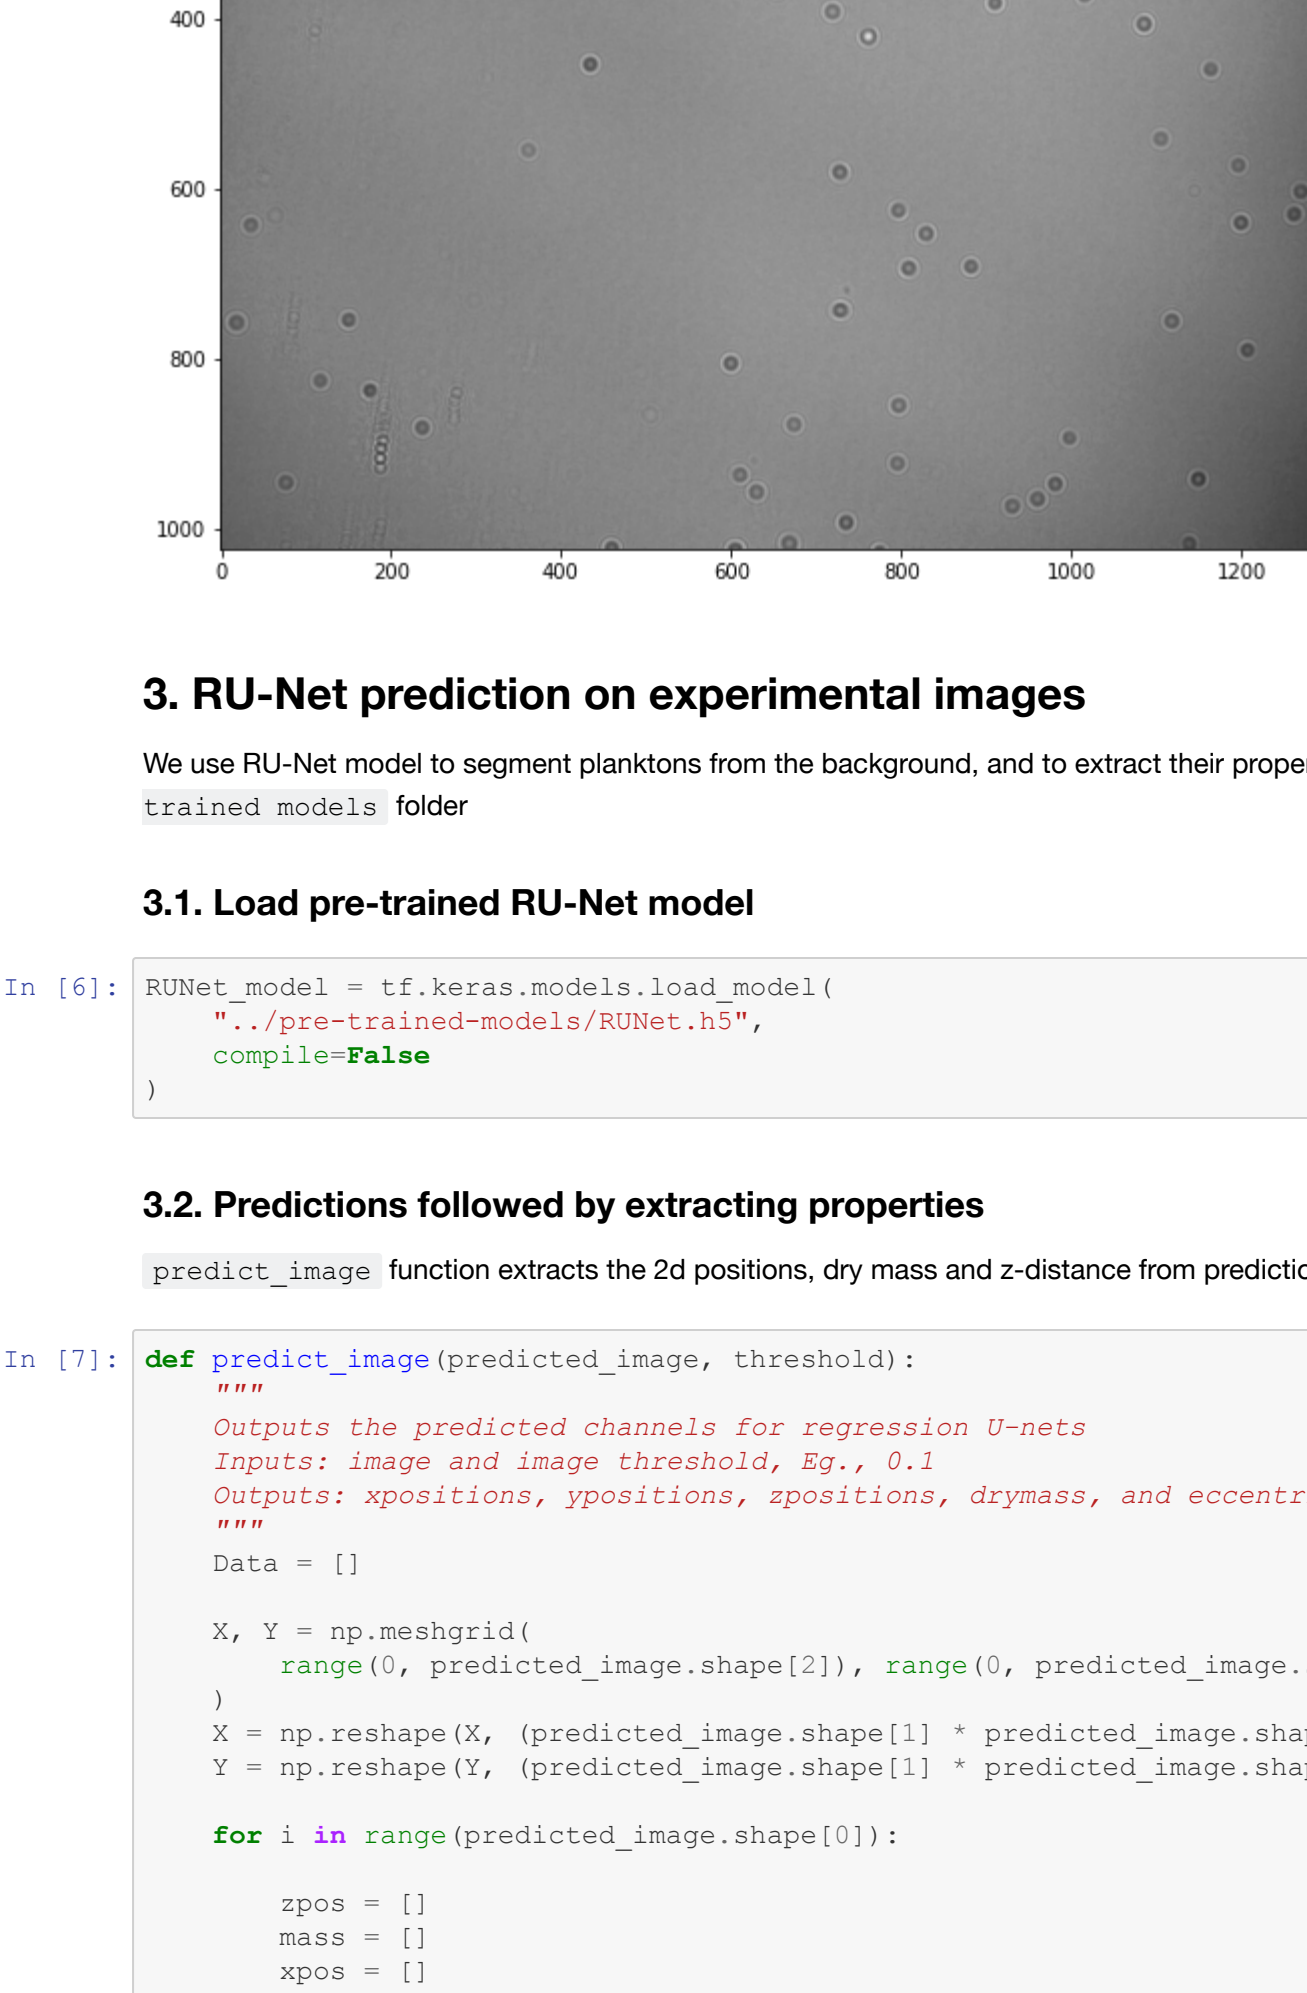 400
600
800
1000
0 200 400 600 800 1000 1200
3. RU-Net prediction on experimental images
We use RU-Net model to segment planktons from the background, and to extract their proper
trained models folder
3.1. Load pre-trained RU-Net model
In [6]: RUNet_model = tf.keras.models.load_model(
    "../pre-trained-models/RUNet.h5",
    compile=False
)
3.2. Predictions followed by extracting properties
predict_image function extracts the 2d positions, dry mass and z-distance from predictio
In [7]: def predict_image(predicted_image, threshold):
    """
    Outputs the predicted channels for regression U-nets
    Inputs: image and image threshold, Eg., 0.1
    Outputs: xpositions, ypositions, zpositions, drymass, and eccentr
    """
    Data = []
    X, Y = np.meshgrid(
        range(0, predicted_image.shape[2]), range(0, predicted_image.
    )
    X = np.reshape(X, (predicted_image.shape[1] * predicted_image.shap
    Y = np.reshape(Y, (predicted_image.shape[1] * predicted_image.shap
    for i in range(predicted_image.shape[0]):
        zpos = []
        mass = []
        xpos = []